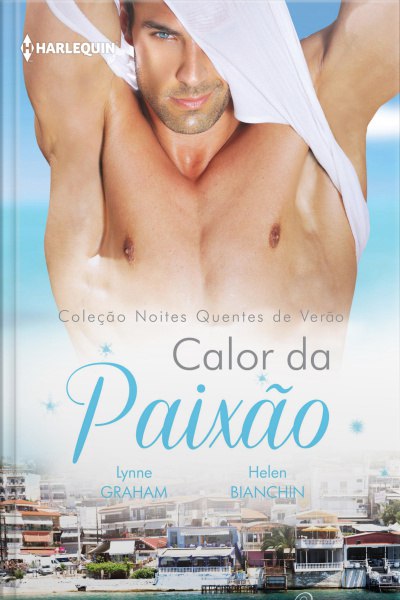 HARLEQUIN
Coleção Noites Quentes de Verão
Calor da
Paixão
Lynne
GRAHAM
Helen
BIANCHIN